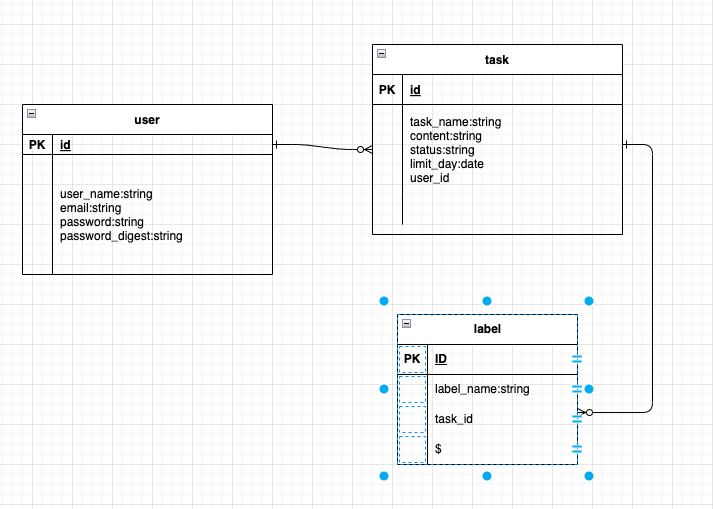 task
PK id
task_name:string
content:string
status:string
limit_day:date
user_id
user
PK id
user_name:string
email:string
password:string
password_digest:string
label
PK ID
label_name:string
task_id
$